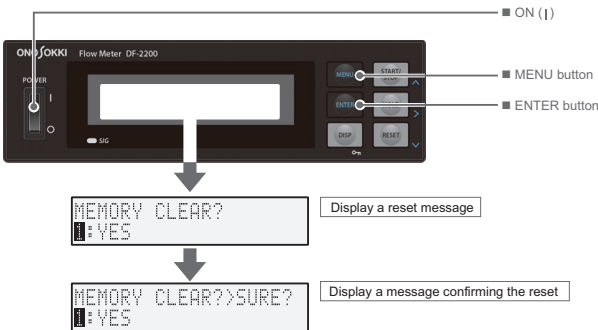 ■ ON (|)
ONO SOKKI Flow Meter DF-2200
MENU
START/
■ MENU button
POWER
|
ENTER
■ ENTER button
○
SIG
DISP
RESET
MEMORY CLEAR?
1:YES
Display a reset message
MEMORY CLEAR?>SURE?
1:YES
Display a message confirming the reset